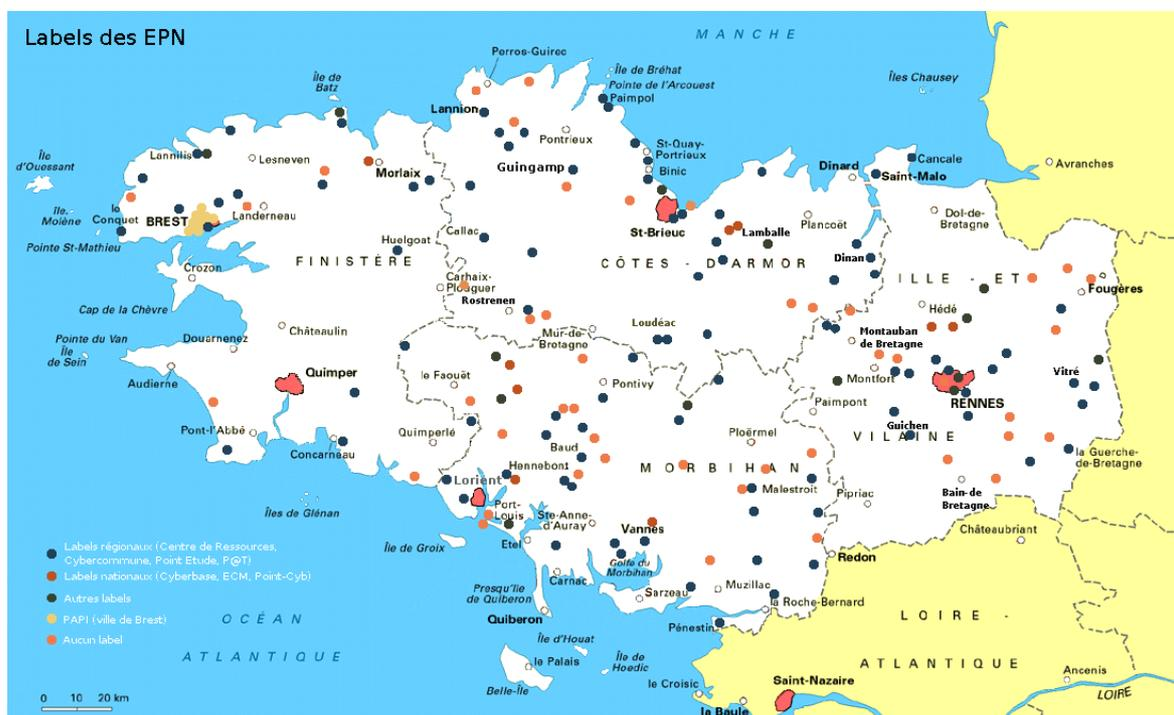 Labels des EPN
MANCHE
Perros-Guirec
Île de Bréhat
Pointe de l'Arcouest
Paimpol
Îles Chausey
Île de
Batz
Lannion
Pontrieux
St-Quay-
Portrieux
Binic
Île
d'Ouessant
Lannilis
Lesneven
Morlaix
Guingamp
Dinard
Cancale
Saint-Malo
Avranches
Île.
Molène
le
Conquet
BREST
Landerneau
Pointe St-Mathieu
Huelgoat
Callac
St-Brieuc
Lamballe
Plancoët
Dol-de-
Bretagne
Dinan
Crozon
FINISTÈRE
CÔTES - D'ARMOR
ILLE - ET
Fougères
Carhaix-
Plouguer
Rostrenen
Cap de la Chèvre
Châteaulin
Hédé
Pointe du Van
Île
de Sein
Douarnenez
Mûr-de-
Bretagne
Loudéac
Montauban
de Bretagne
Audierne
Quimper
le Faouët
Pontivy
Montfort
Vitré
RENNES
Paimpont
Pont-l'Abbé
Concarneau
Quimperlé
Baud
Ploërmel
Guichen
VILAINE
la Guerche-
de-Bretagne
Hennebont
MORBIHAN
Lorient
Malestroit
Pipriac
Bain-de
Bretagne
Îles de Glénan
Port-
Louis
Ste-Anne-
d'Auray
Vannes
Châteaubriant
Île de Groix
Etel
Golfe du
Morbihan
Redon
Labels régionaux (Centre de Ressources,
Cybercommune, Point Etude, P@T)
Labels nationaux (Cyberbase, ECM, Point-Cyb)
Autres labels
PAPI (ville de Brest)
Aucun label
Carnac
Presqu'île
de Quiberon
Quiberon
Sarzeau
Muzillac
la Roche-Bernard
Pénestin
OCÉAN
ATLANTIQUE
Île d'Houat
Île de
Hoedic
le Palais
Belle-Île
LOIRE -
ATLANTIQUE
le Croisic
Saint-Nazaire
la Baule
Ancenis
LOIRE
0 10 20 km